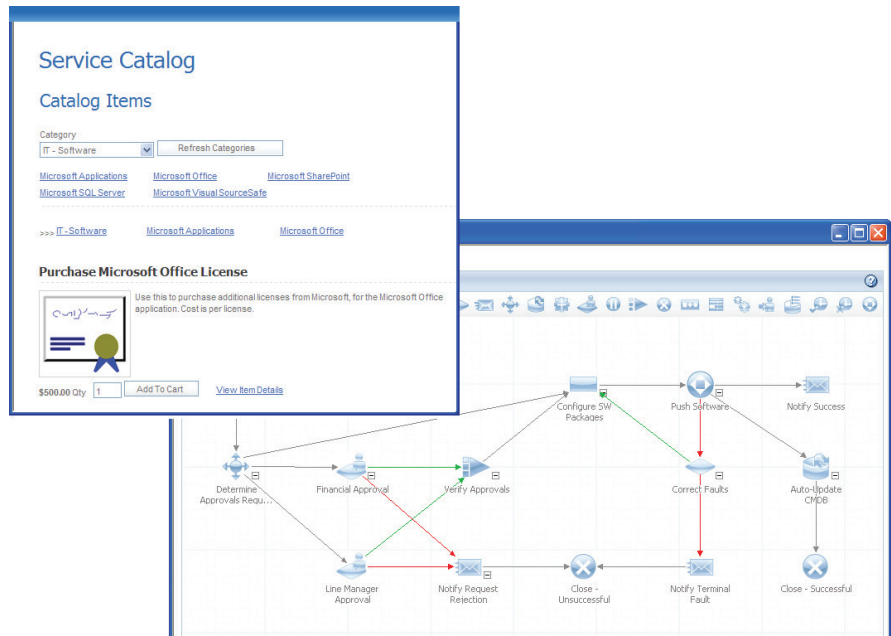 Service Catalog
Catalog Items
Category
IT - Software
Refresh Categories
Microsoft Applications
Microsoft Office
Microsoft SharePoint
Microsoft SQL Server
Microsoft Visual SourceSafe
>>> IT - Software
Microsoft Applications
Microsoft Office
Purchase Microsoft Office License
Use this to purchase additional licenses from Microsoft, for the Microsoft Office
application. Cost is per license.
$500.00 Qty 1 Add To Cart View Item Details
Configure SW
Packages
Push Software
Notify Success
Determine
Approvals Requ...
Financial Approval
Verify Approvals
Correct Faults
Auto-Update
CMDB
Line Manager
Approval
Notify Request
Rejection
Close -
Unsuccessful
Notify Terminal
Fault
Close - Successful